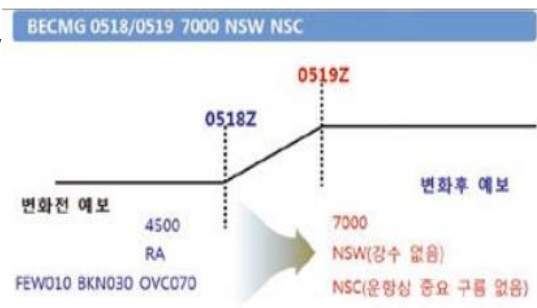 BECMG 0518/0519 7000 NSW NSC
0519Z
0518Z
변화후 예보
변화전 예보
4500
7000
RA
NSW(강수 없음)
FEW010 BKN030 OVC070
NSC(운항상 중요 구름 없음)